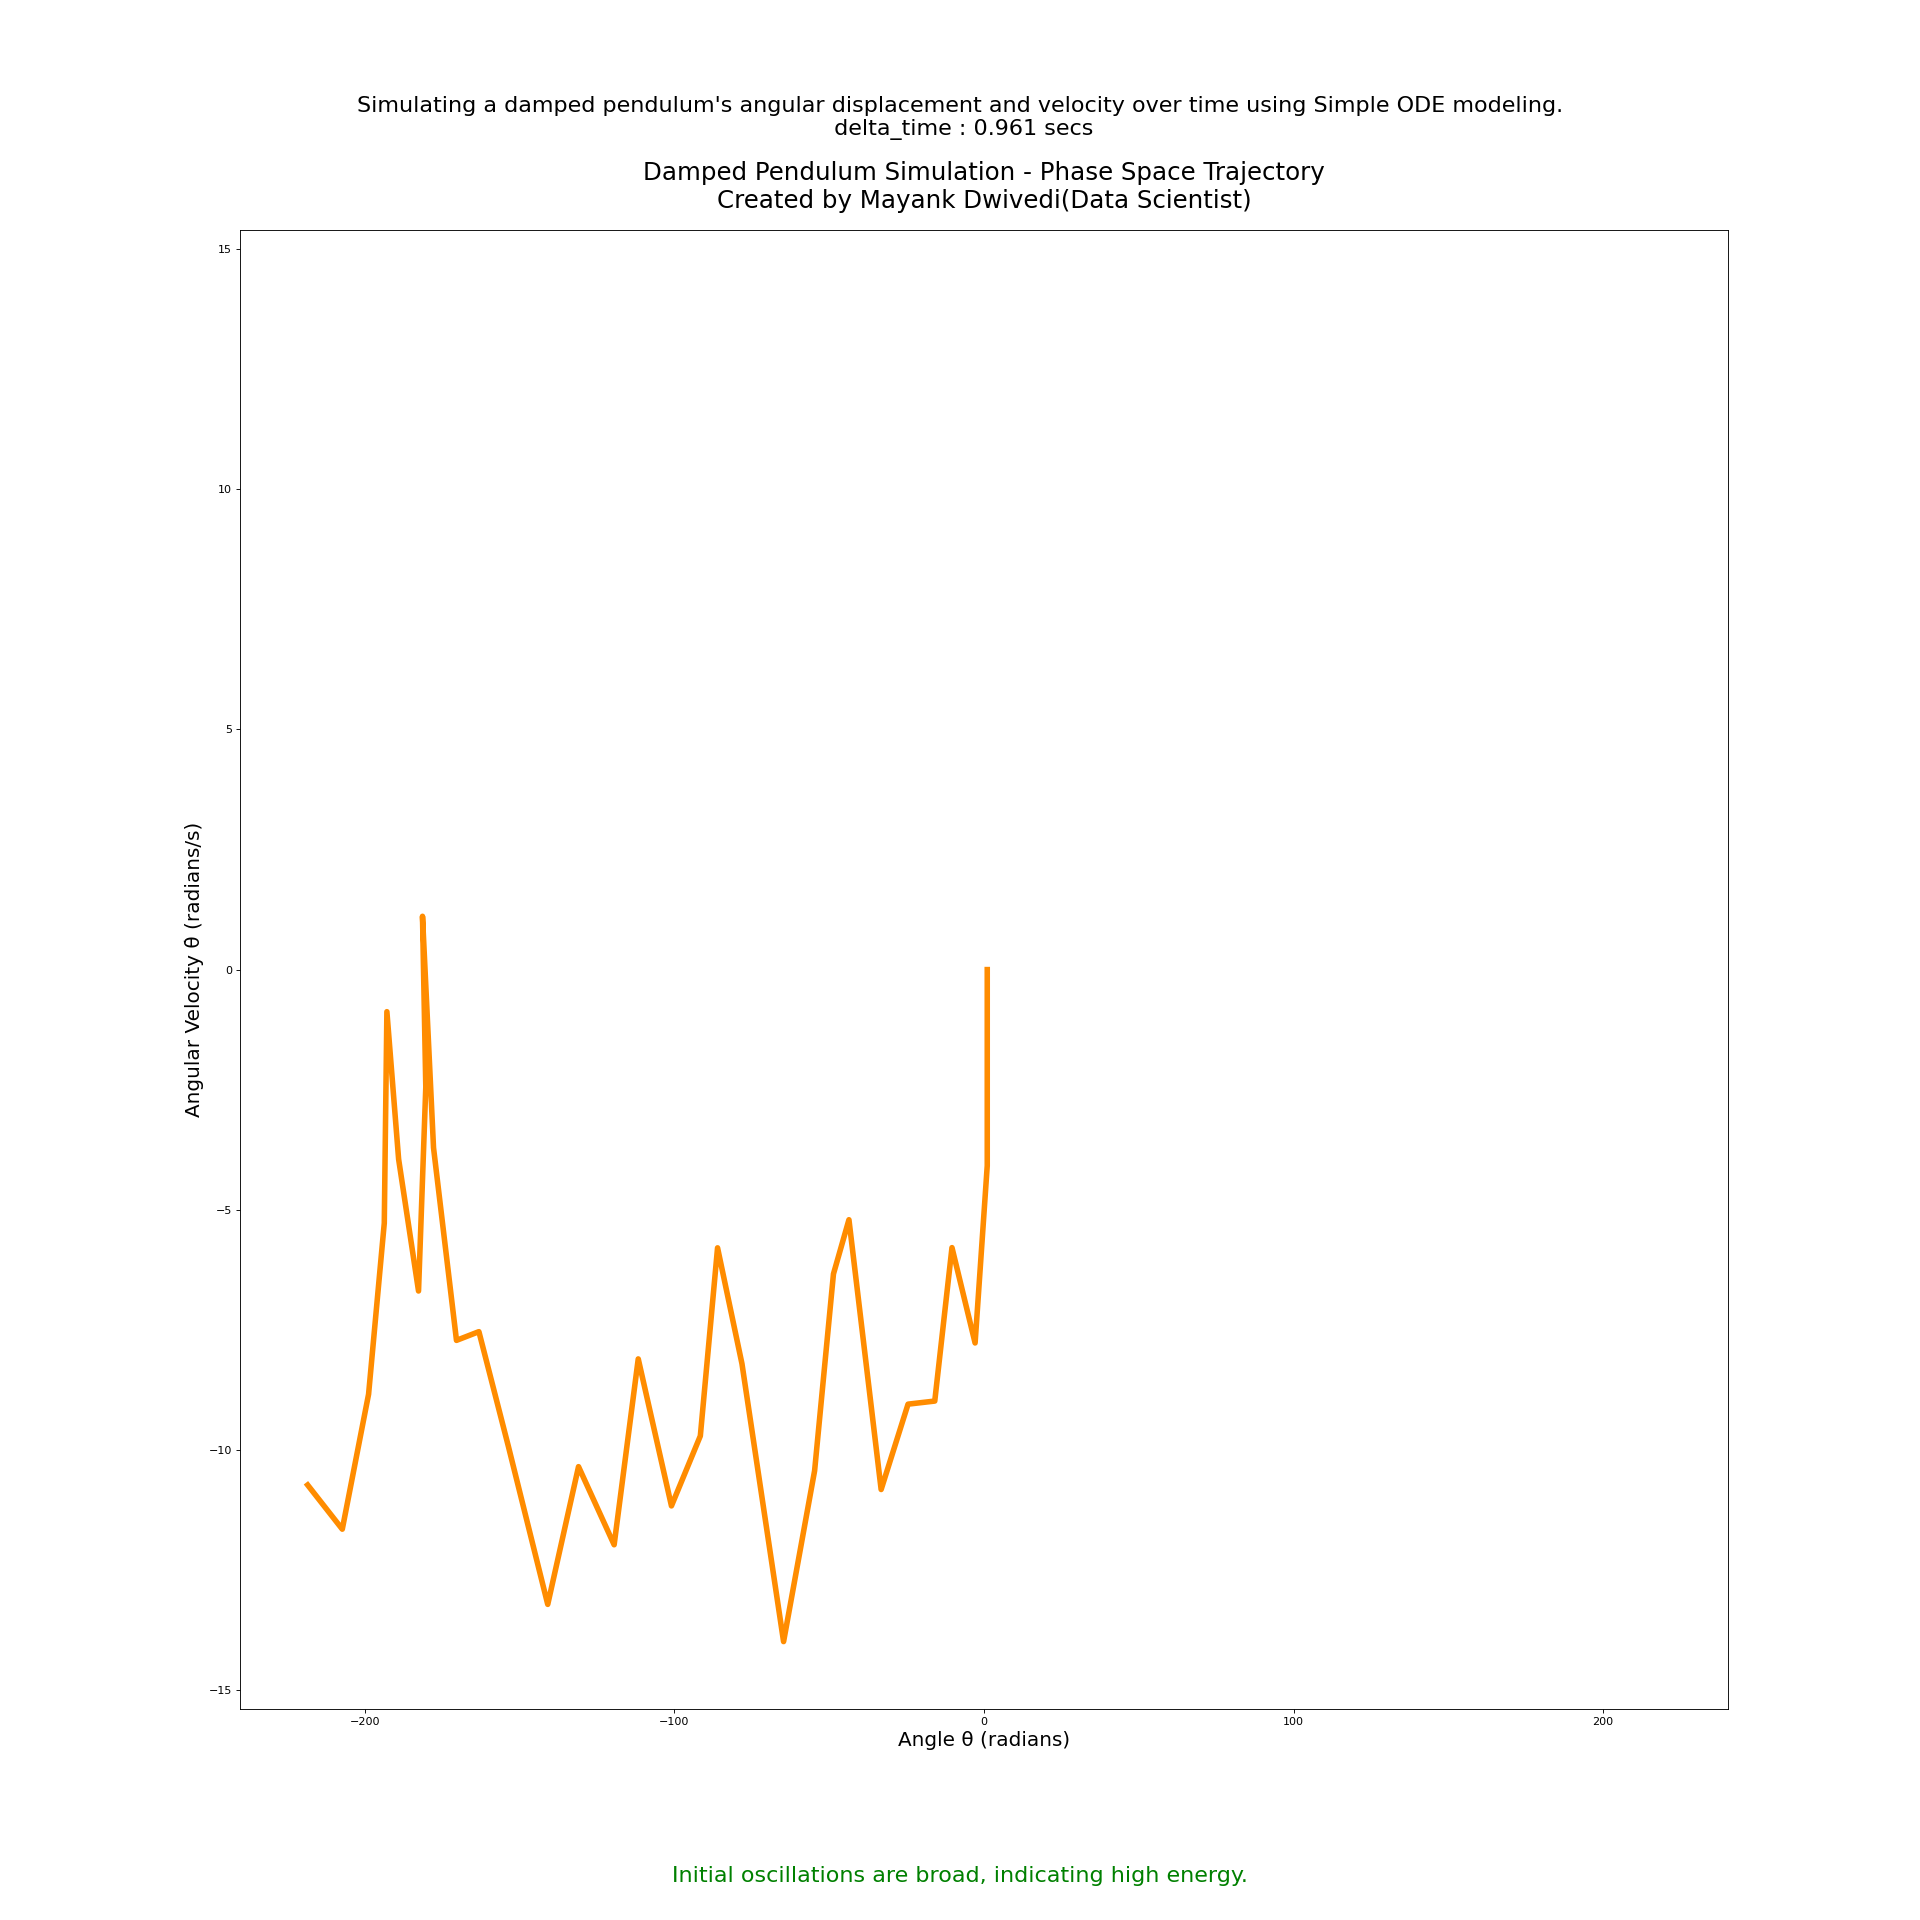 Simulating a damped pendulum's angular displacement and velocity over time using Simple ODE modeling.
delta_time : 0.961 secs
Damped Pendulum Simulation - Phase Space Trajectory
Created by Mayank Dwivedi(Data Scientist)
15
10
5
0
−5
−10
−15
Angular Velocity θ (radians/s)
−200
−100
0
100
200
Angle θ (radians)
Initial oscillations are broad, indicating high energy.